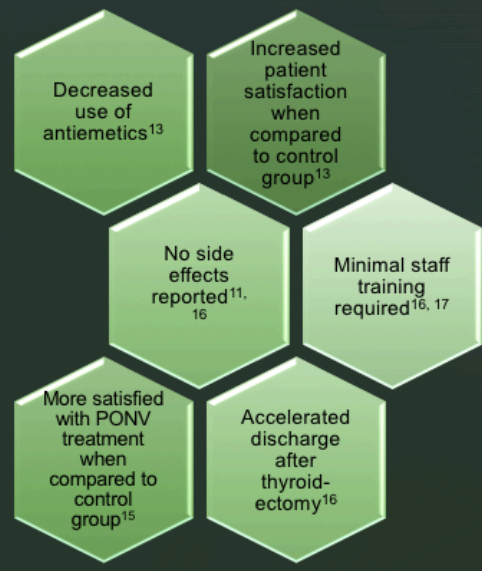 Decreased
use of
antiemetics13
Increased
patient
satisfaction
when
compared
to control
group13
No side
effects
reported11,
16
Minimal staff
training
required16, 17
More satisfied
with PONV
treatment
when
compared to
control
group15
Accelerated
discharge
after
thyroid-
ectomy16